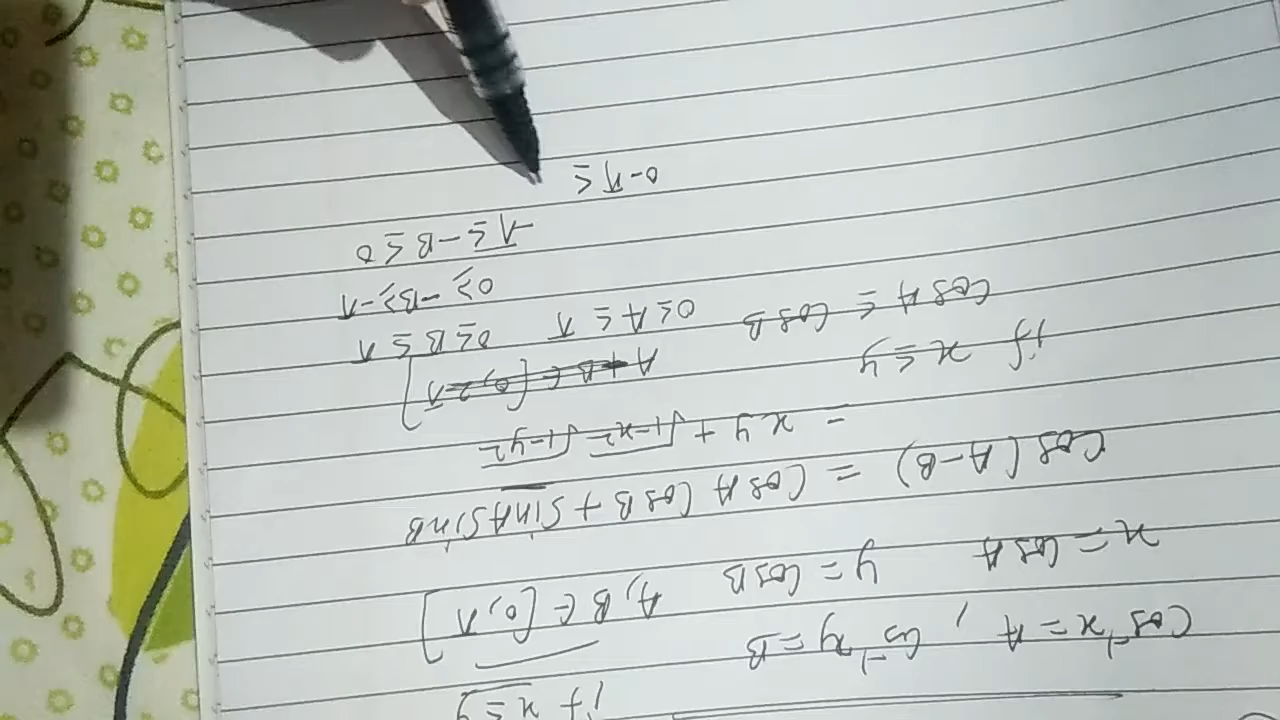 if x ≤ y
cos⁻¹x = A , cos⁻¹y = B
x = cos A y = cos B A, B ∈ [0, π]
cos(A-B) = cos A cos B + sin A sin B
= xy + √1-x² √1-y²
A + B ∈ [0, 2π]
if x ≤ y
cos A ≤ cos B 0 ≤ A ≤ π 0 ≤ B ≤ π
0 ≥ -B ≥ -π
-π ≤ -B ≤ 0
0-π ≤